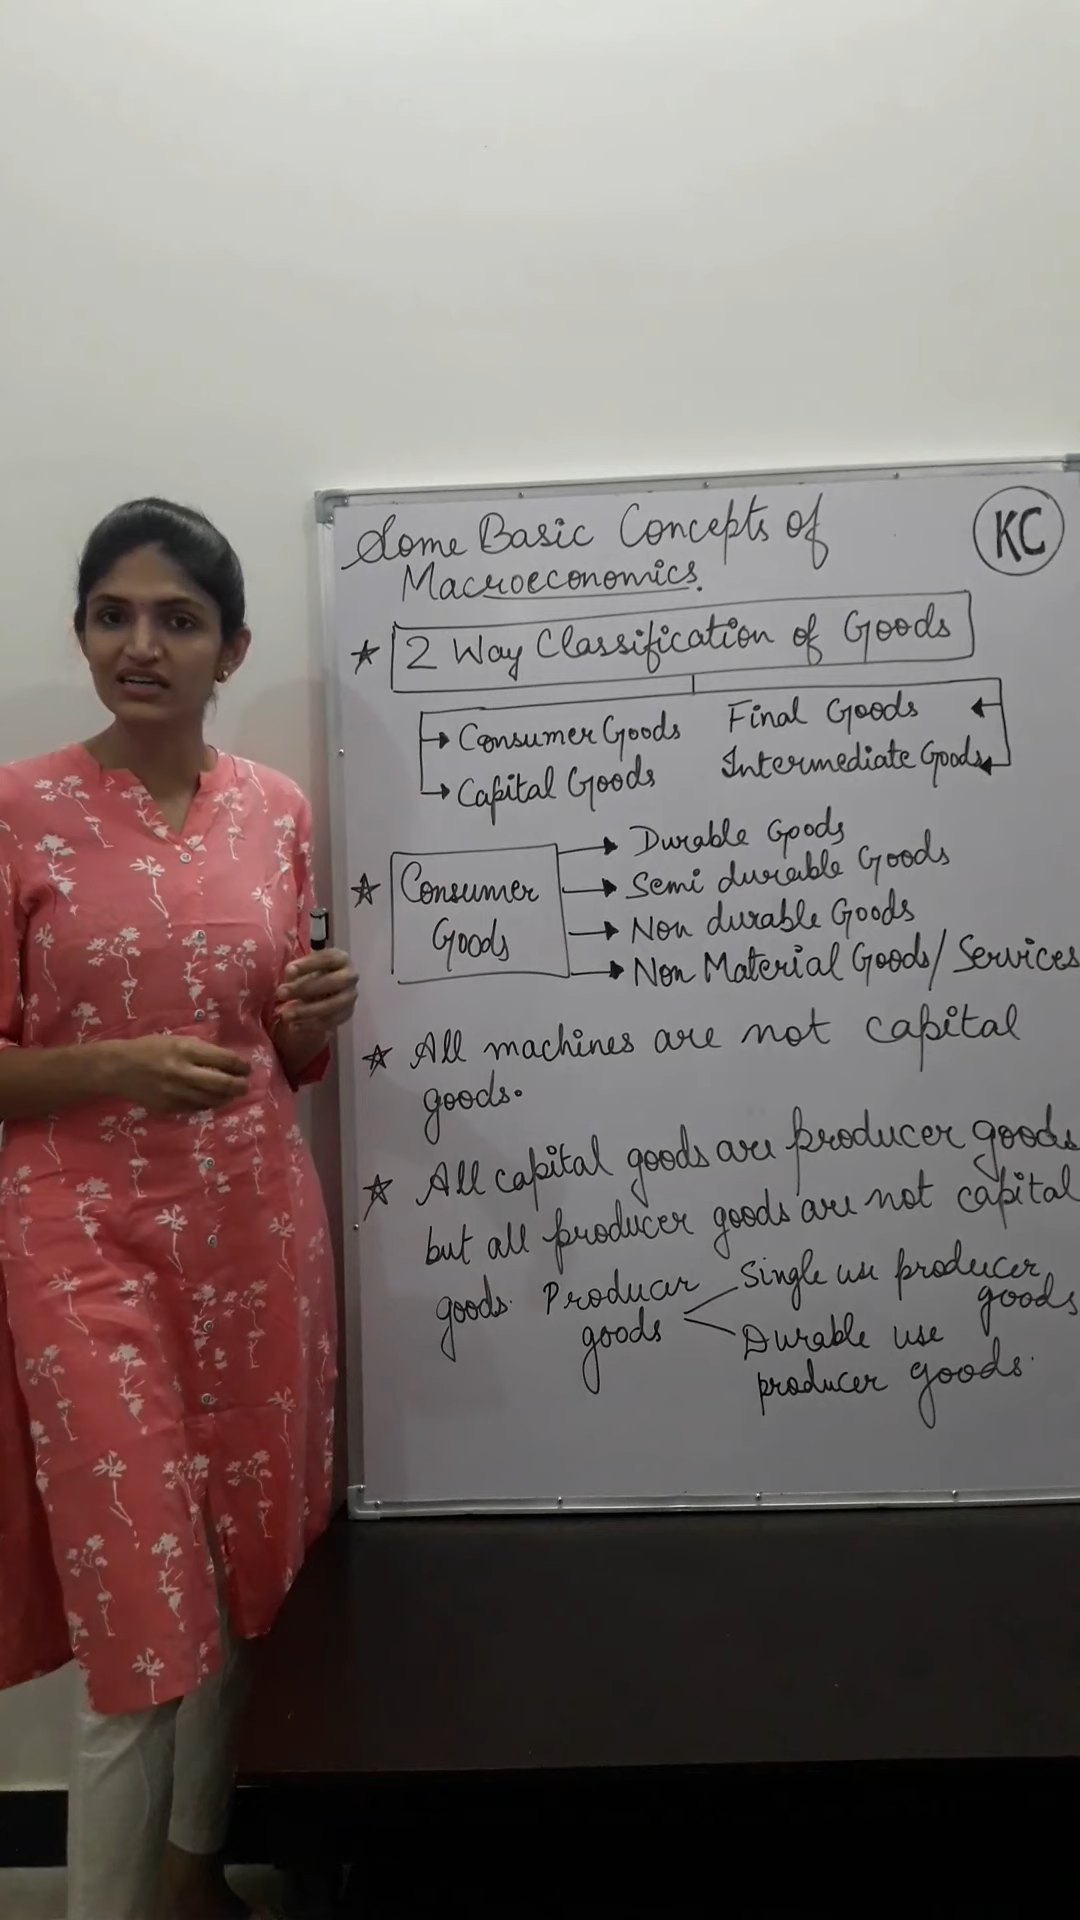 Some Basic Concepts of
Macroeconomics.
KC
★ 2 Way Classification of Goods
Consumer Goods
Capital Goods
Final Goods
Intermediate Goods
★ Consumer
Goods
Durable Goods
Semi durable Goods
Non durable Goods
Non Material Goods/Services
★ All machines are not capital
goods.
★ All capital goods are producer goods
but all producer goods are not capital
goods. Producer
goods
Single use producer
goods
Durable use
producer goods.